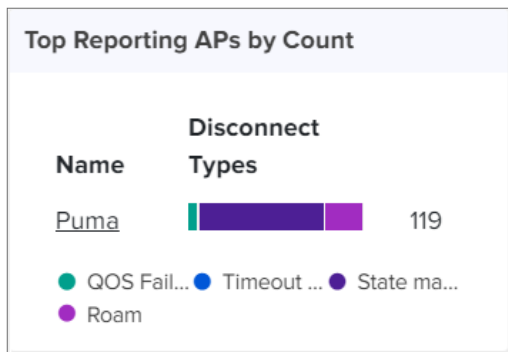 Top Reporting APs by Count
Disconnect
Name Types
Puma 119
QOS Fail... Timeout ... State ma...
Roam